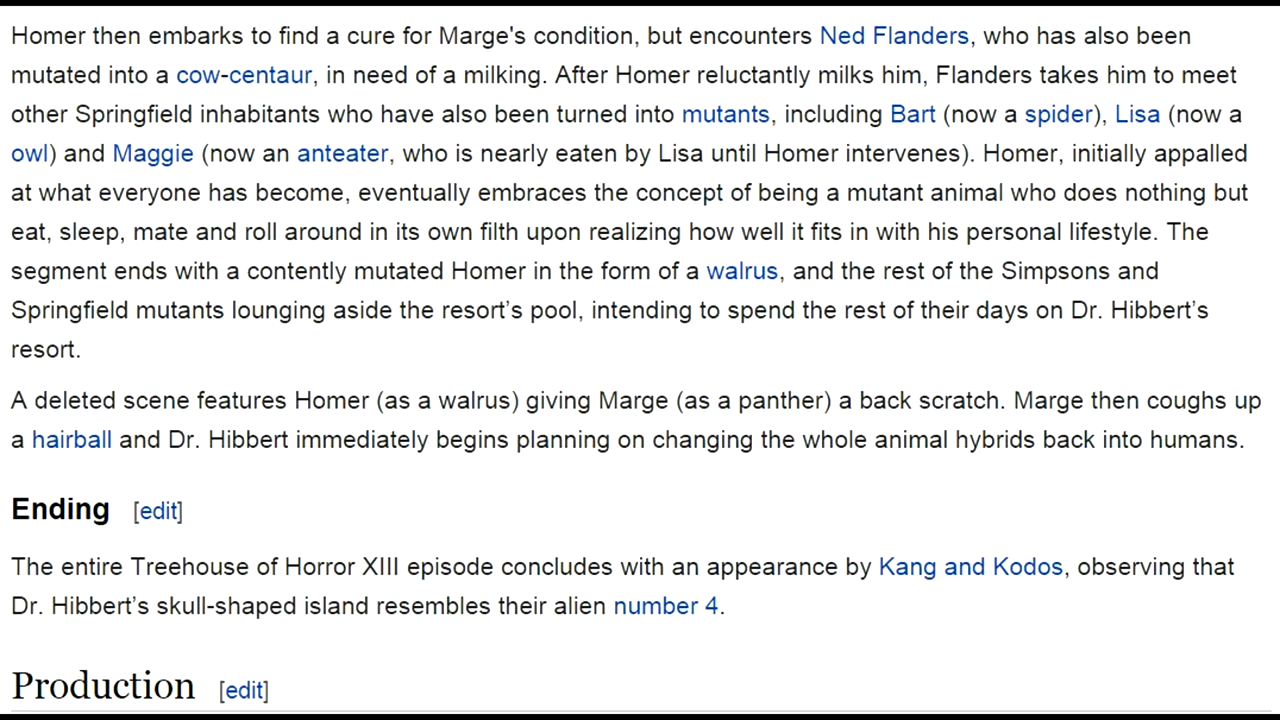 Homer then embarks to find a cure for Marge's condition, but encounters Ned Flanders, who has also been
mutated into a cow-centaur, in need of a milking. After Homer reluctantly milks him, Flanders takes him to meet
other Springfield inhabitants who have also been turned into mutants, including Bart (now a spider), Lisa (now a
owl) and Maggie (now an anteater, who is nearly eaten by Lisa until Homer intervenes). Homer, initially appalled
at what everyone has become, eventually embraces the concept of being a mutant animal who does nothing but
eat, sleep, mate and roll around in its own filth upon realizing how well it fits in with his personal lifestyle. The
segment ends with a contently mutated Homer in the form of a walrus, and the rest of the Simpsons and
Springfield mutants lounging aside the resort’s pool, intending to spend the rest of their days on Dr. Hibbert’s
resort.
A deleted scene features Homer (as a walrus) giving Marge (as a panther) a back scratch. Marge then coughs up
a hairball and Dr. Hibbert immediately begins planning on changing the whole animal hybrids back into humans.
Ending [edit]
The entire Treehouse of Horror XIII episode concludes with an appearance by Kang and Kodos, observing that
Dr. Hibbert’s skull-shaped island resembles their alien number 4.
Production [edit]